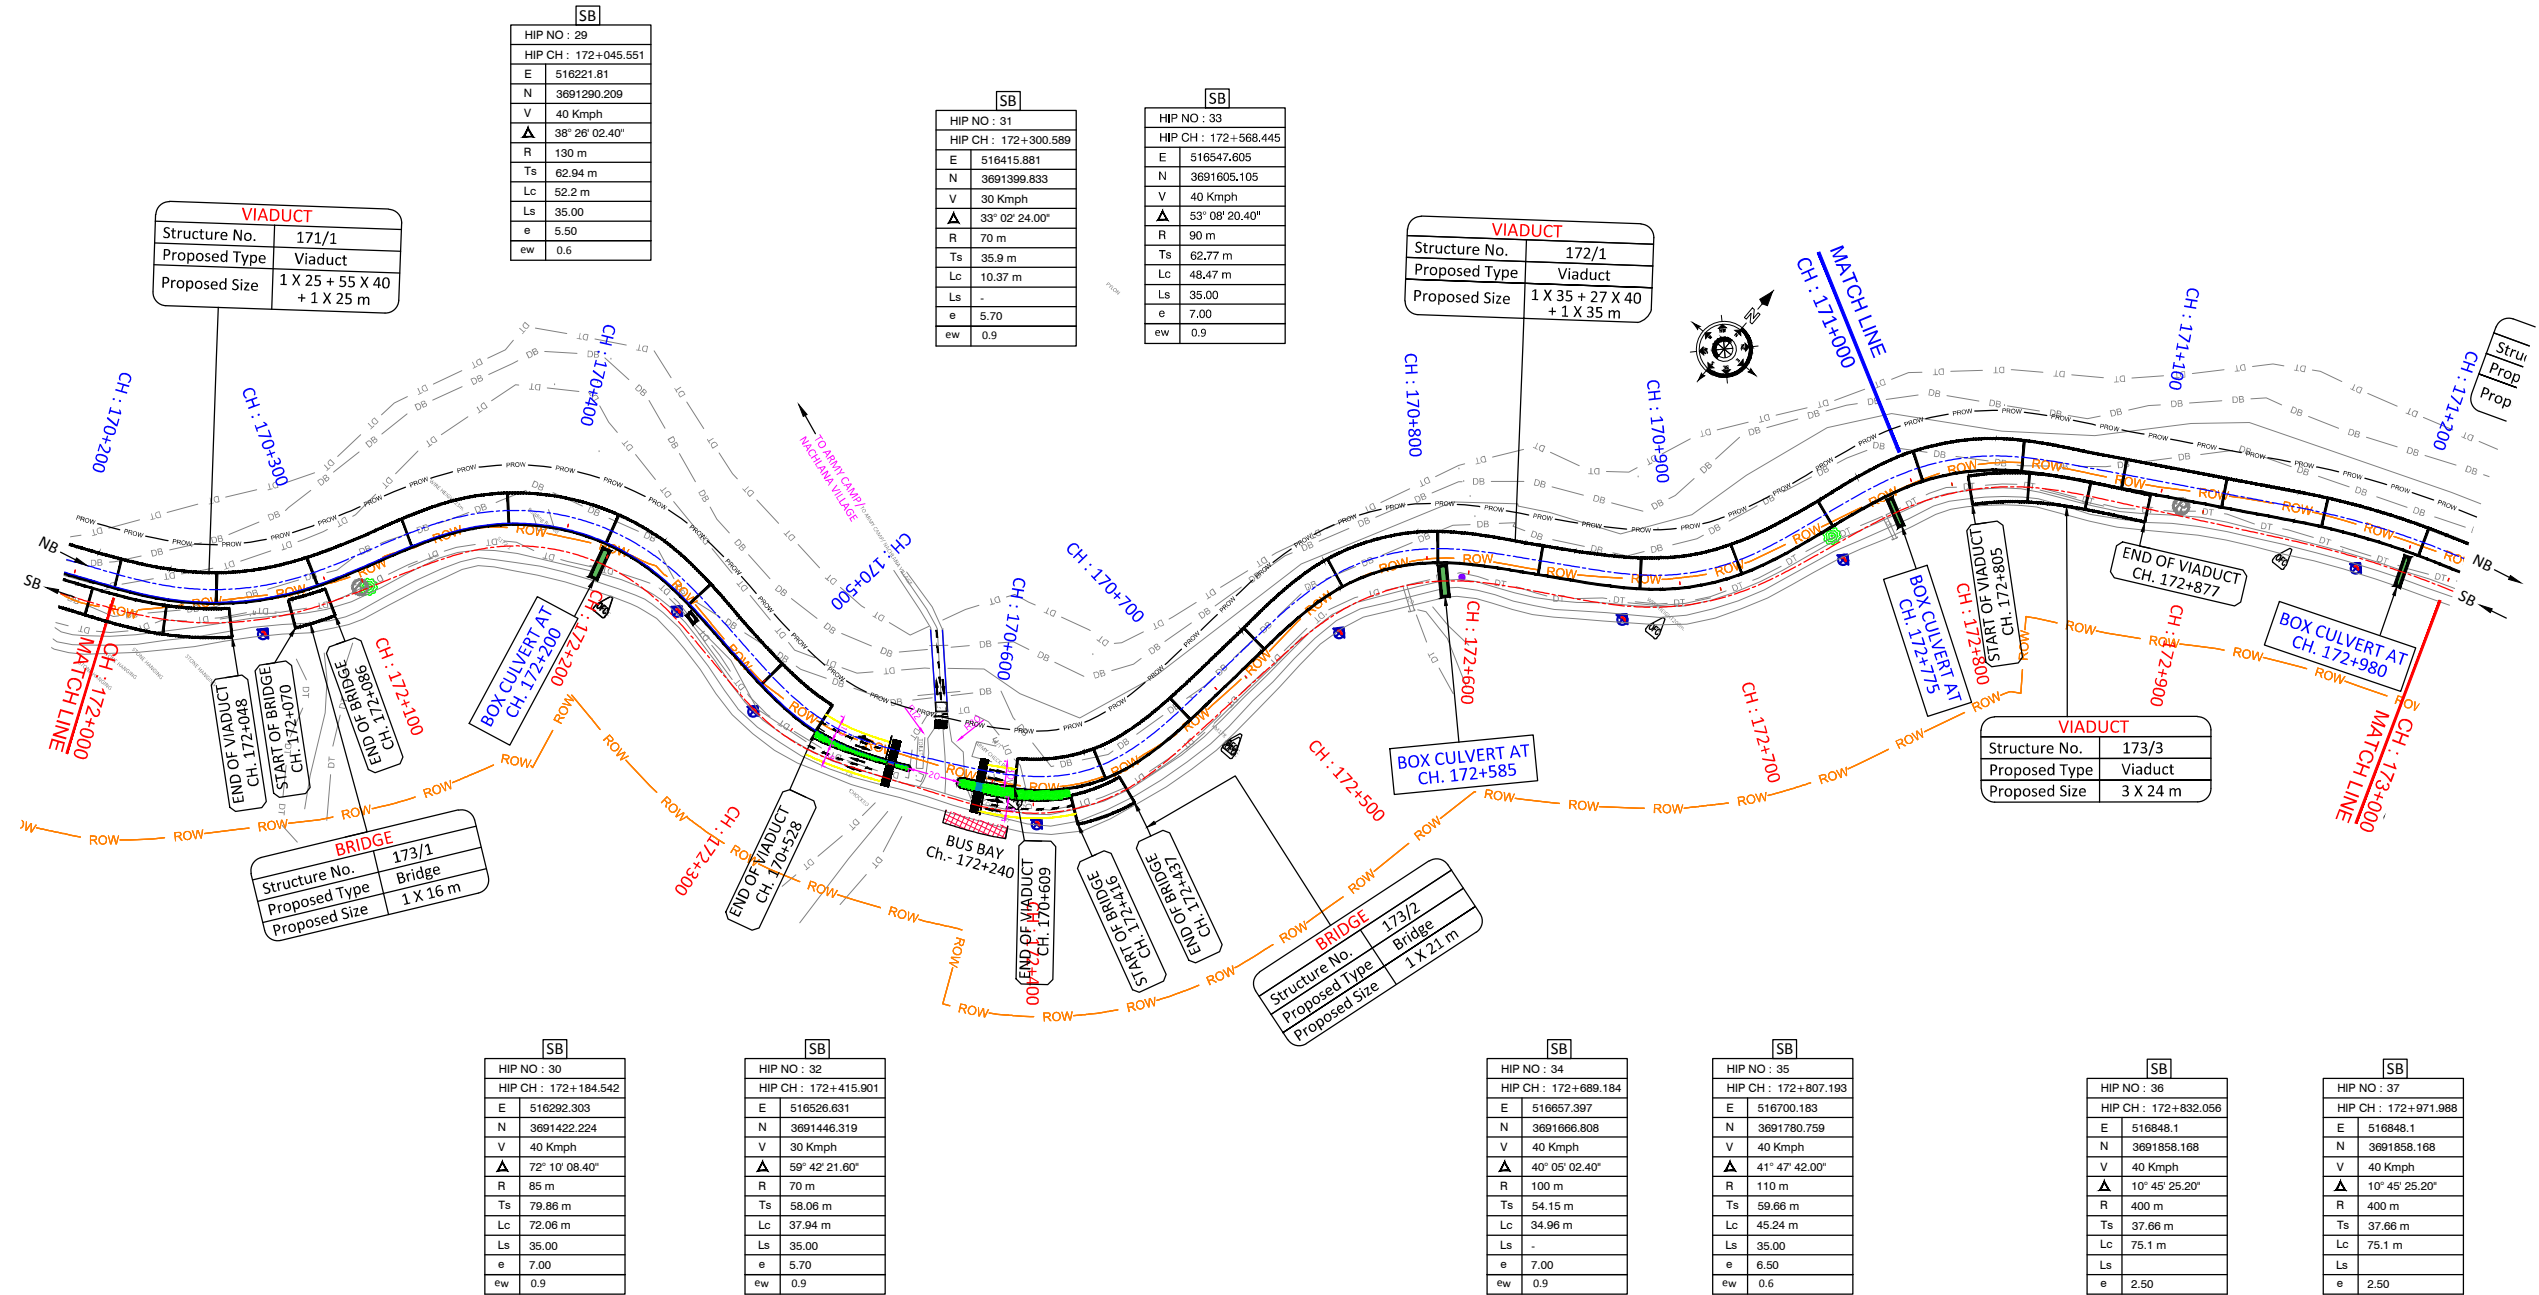 SB
HIP NO : 29
HIP CH : 172+045.551
E 516221.81
N 3691290.209
V 40 Kmph
Δ 38° 26' 02.40"
R 130 m
Ts 62.94 m
Lc 52.2 m
Ls 35.00
e 5.50
ew 0.6
SB
HIP NO : 31
HIP CH : 172+300.589
E 516415.881
N 3691399.833
V 30 Kmph
Δ 33° 02' 24.00"
R 70 m
Ts 35.9 m
Lc 10.37 m
Ls -
e 5.70
ew 0.9
SB
HIP NO : 33
HIP CH : 172+568.445
E 516547.605
N 3691605.105
V 40 Kmph
Δ 53° 08' 20.40"
R 90 m
Ts 62.77 m
Lc 48.47 m
Ls 35.00
e 7.00
ew 0.9
VIADUCT
Structure No. 171/1
Proposed Type Viaduct
Proposed Size 1 X 25 + 55 X 40
+ 1 X 25 m
VIADUCT
Structure No. 172/1
Proposed Type Viaduct
Proposed Size 1 X 35 + 27 X 40
+ 1 X 35 m
MATCH LINE
CH : 171+000
N
CH : 170+200
CH : 170+300
CH : 170+400
TO ARMY CAMP/
NACHLANA VILLAGE
CH : 170+500
CH : 170+600
CH : 170+700
CH : 170+800
CH : 170+900
CH : 171+100
CH : 171+200
Prop
Prop
NB
SB
NB
SB
PROW
ROW
DT
DB
CH : 172+000
MATCH LINE
END OF VIADUCT
CH. 172+048
START OF BRIDGE
CH. 172+070
END OF BRIDGE
CH. 172+086
CH : 172+100
BOX CULVERT AT
CH. 172+200
CH : 172+200
CH : 172+300
END OF VIADUCT
CH. 170+528
BUS BAY
Ch.- 172+240
END OF VIADUCT
CH. 170+609
CH : 172+400
START OF BRIDGE
CH. 172+416
END OF BRIDGE
CH. 172+437
CH : 172+500
BOX CULVERT AT
CH. 172+585
CH : 172+600
CH : 172+700
BOX CULVERT AT
CH. 172+775
CH : 172+800
START OF VIADUCT
CH. 172+805
END OF VIADUCT
CH. 172+877
CH : 172+900
BOX CULVERT AT
CH. 172+980
CH : 173+000
MATCH LINE
BRIDGE
Structure No. 173/1
Proposed Type Bridge
Proposed Size 1 X 16 m
BRIDGE
Structure No. 173/2
Proposed Type Bridge
Proposed Size 1 X 21 m
VIADUCT
Structure No. 173/3
Proposed Type Viaduct
Proposed Size 3 X 24 m
SB
HIP NO : 30
HIP CH : 172+184.542
E 516292.303
N 3691422.224
V 40 Kmph
Δ 72° 10' 08.40"
R 85 m
Ts 79.86 m
Lc 72.06 m
Ls 35.00
e 7.00
ew 0.9
SB
HIP NO : 32
HIP CH : 172+415.901
E 516526.631
N 3691446.319
V 30 Kmph
Δ 59° 42' 21.60"
R 70 m
Ts 58.06 m
Lc 37.94 m
Ls 35.00
e 5.70
ew 0.9
SB
HIP NO : 34
HIP CH : 172+689.184
E 516657.397
N 3691666.808
V 40 Kmph
Δ 40° 05' 02.40"
R 100 m
Ts 54.15 m
Lc 34.96 m
Ls -
e 7.00
ew 0.9
SB
HIP NO : 35
HIP CH : 172+807.193
E 516700.183
N 3691780.759
V 40 Kmph
Δ 41° 47' 42.00"
R 110 m
Ts 59.66 m
Lc 45.24 m
Ls 35.00
e 6.50
ew 0.6
SB
HIP NO : 36
HIP CH : 172+832.056
E 516848.1
N 3691858.168
V 40 Kmph
Δ 10° 45' 25.20"
R 400 m
Ts 37.66 m
Lc 75.1 m
Ls
e 2.50
SB
HIP NO : 37
HIP CH : 172+971.988
E 516848.1
N 3691858.168
V 40 Kmph
Δ 10° 45' 25.20"
R 400 m
Ts 37.66 m
Lc 75.1 m
Ls
e 2.50